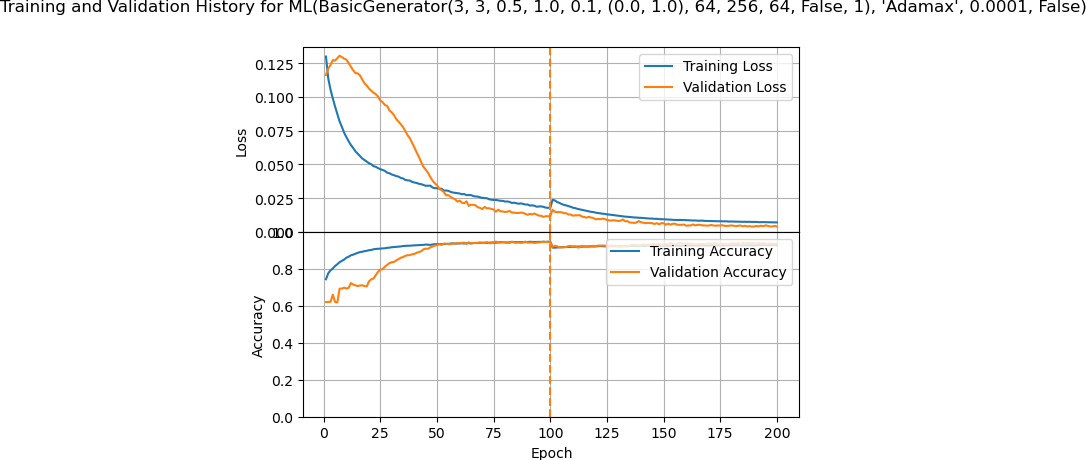 Training and Validation History for ML(BasicGenerator(3, 3, 0.5, 1.0, 0.1, (0.0, 1.0), 64, 256, 64, False, 1), 'Adamax', 0.0001, False)
0.125
0.100
0.075
0.050
0.025
0.000
Loss
Training Loss
Validation Loss
1.0
0.8
0.6
0.4
0.2
0.0
Accuracy
Training Accuracy
Validation Accuracy
0 25 50 75 100 125 150 175 200
Epoch